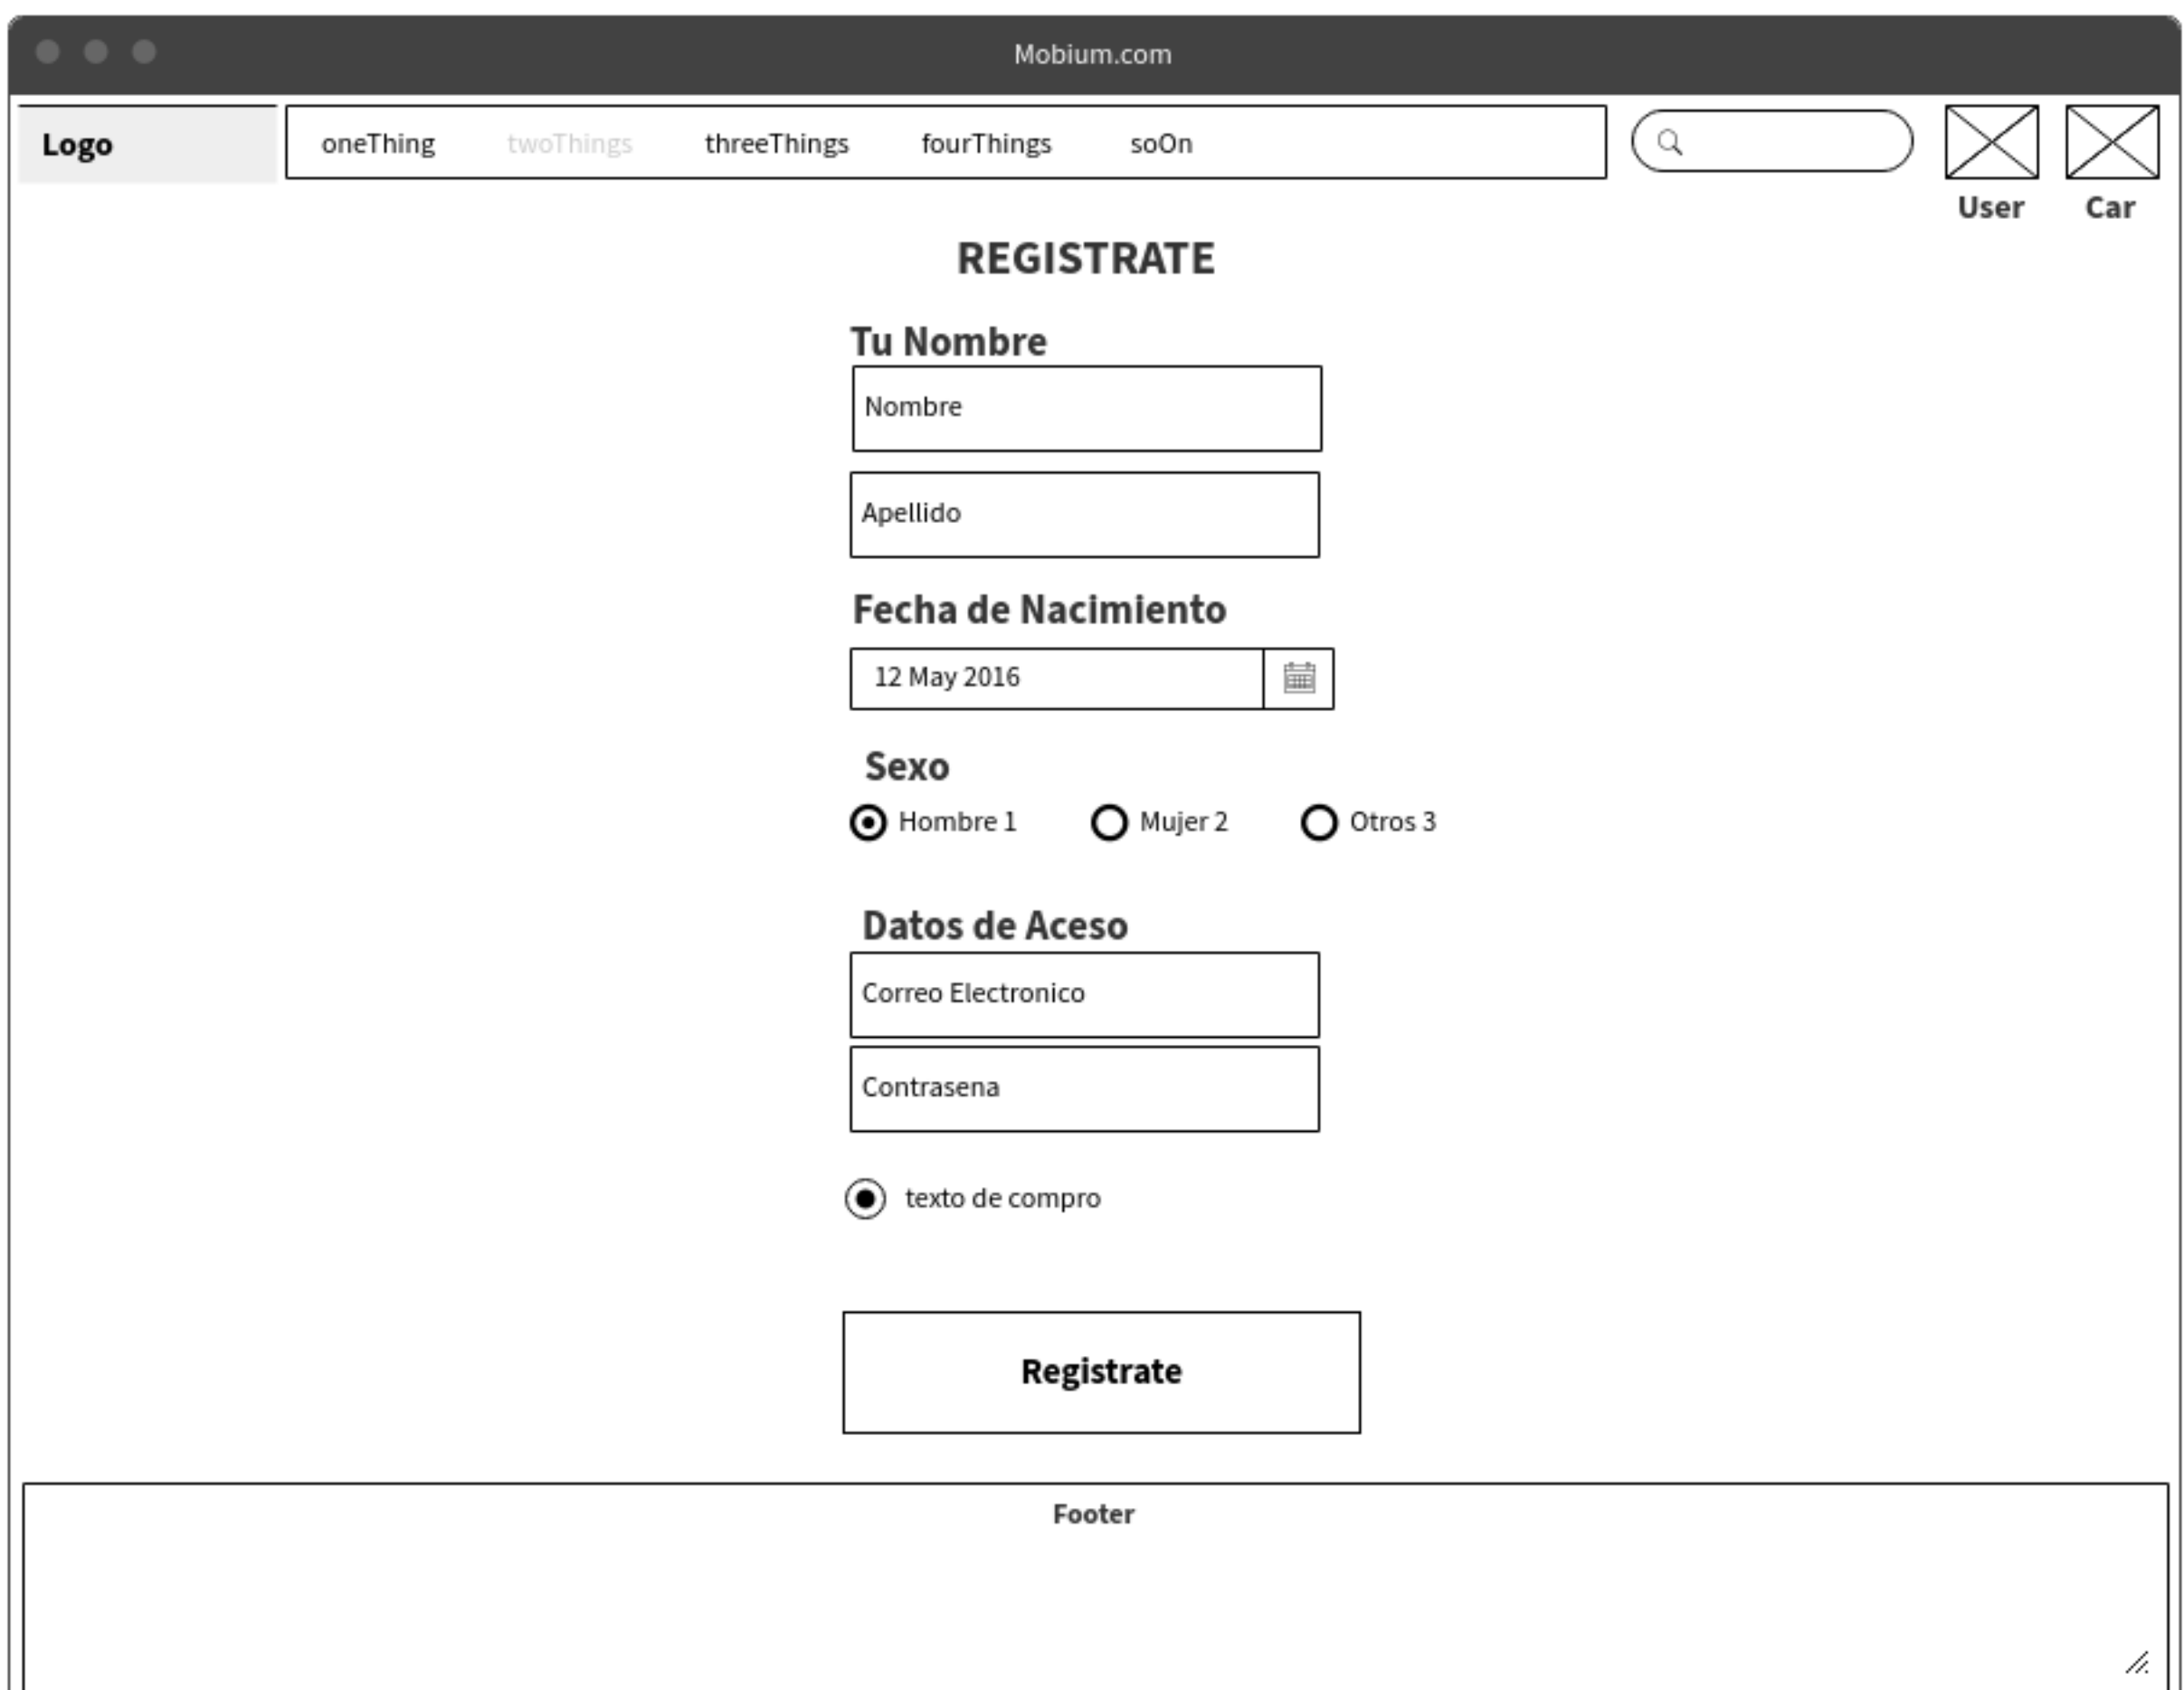 Mobium.com
Logo oneThing twoThings threeThings fourThings soOn
User Car
REGISTRATE
Tu Nombre
Nombre
Apellido
Fecha de Nacimiento
12 May 2016
Sexo
Hombre 1 Mujer 2 Otros 3
Datos de Aceso
Correo Electronico
Contrasena
texto de compro
Registrate
Footer